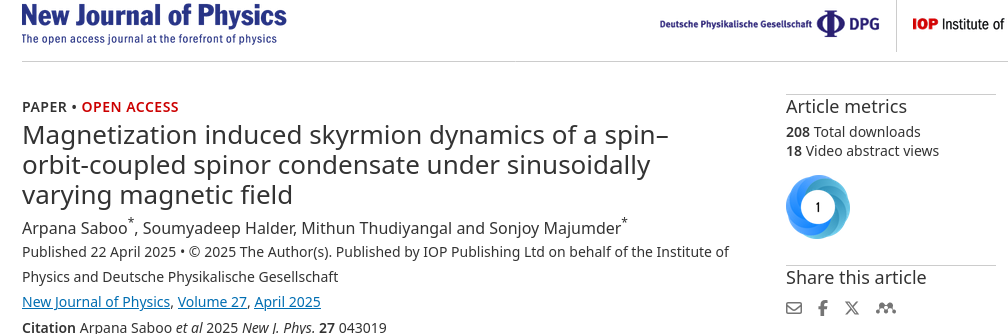 New Journal of Physics
The open access journal at the forefront of physics
Deutsche Physikalische Gesellschaft DPG
IOP Institute of
PAPER • OPEN ACCESS
Magnetization induced skyrmion dynamics of a spin–
orbit-coupled spinor condensate under sinusoidally
varying magnetic field
Arpana Saboo*, Soumyadeep Halder, Mithun Thudiyangal and Sonjoy Majumder*
Published 22 April 2025 • © 2025 The Author(s). Published by IOP Publishing Ltd on behalf of the Institute of
Physics and Deutsche Physikalische Gesellschaft
New Journal of Physics, Volume 27, April 2025
Citation Arpana Saboo et al 2025 New J. Phys. 27 043019
Article metrics
208 Total downloads
18 Video abstract views
1
Share this article